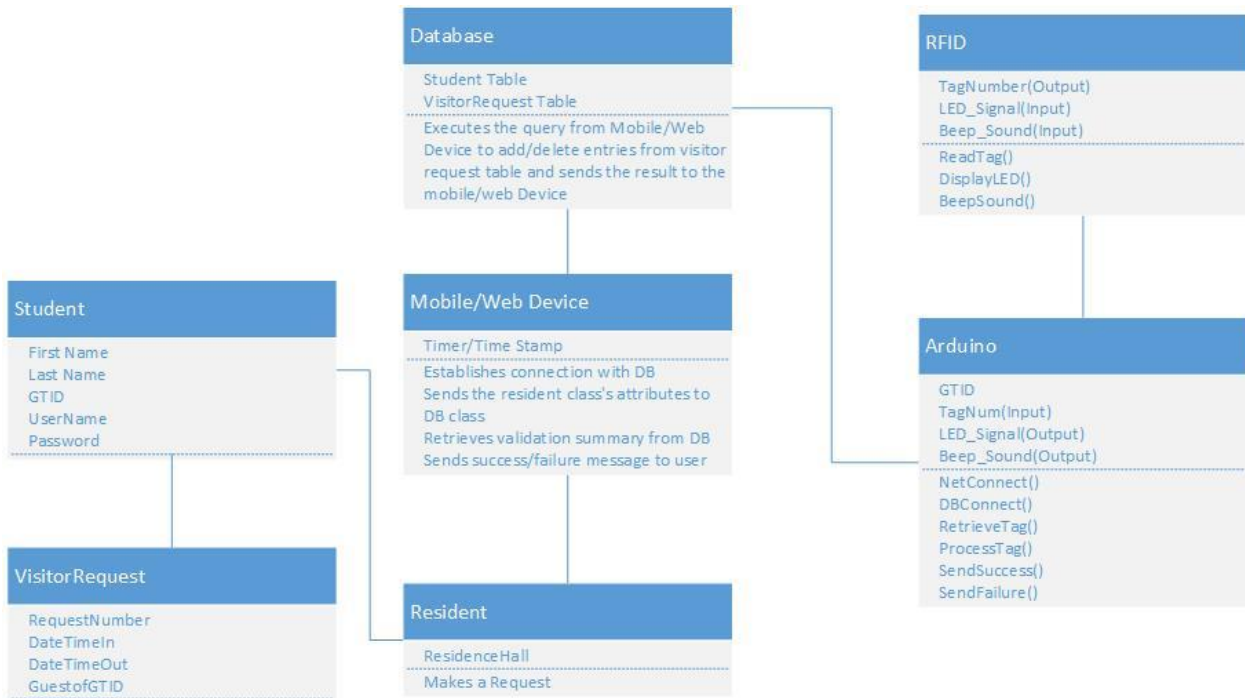 Database
Student Table
VisitorRequest Table
Executes the query from Mobile/Web
Device to add/delete entries from visitor
request table and sends the result to the
mobile/web Device
RFID
TagNumber(Output)
LED_Signal(Input)
Beep_Sound(Input)
ReadTag()
DisplayLED()
BeepSound()
Student
First Name
Last Name
GTID
UserName
Password
Mobile/Web Device
Timer/Time Stamp
Establishes connection with DB
Sends the resident class's attributes to
DB class
Retrieves validation summary from DB
Sends success/failure message to user
Arduino
GTID
TagNum(Input)
LED_Signal(Output)
Beep_Sound(Output)
NetConnect()
DBConnect()
RetrieveTag()
ProcessTag()
SendSuccess()
SendFailure()
VisitorRequest
RequestNumber
DateTimeIn
DateTimeOut
GuestofGTID
Resident
ResidenceHall
Makes a Request